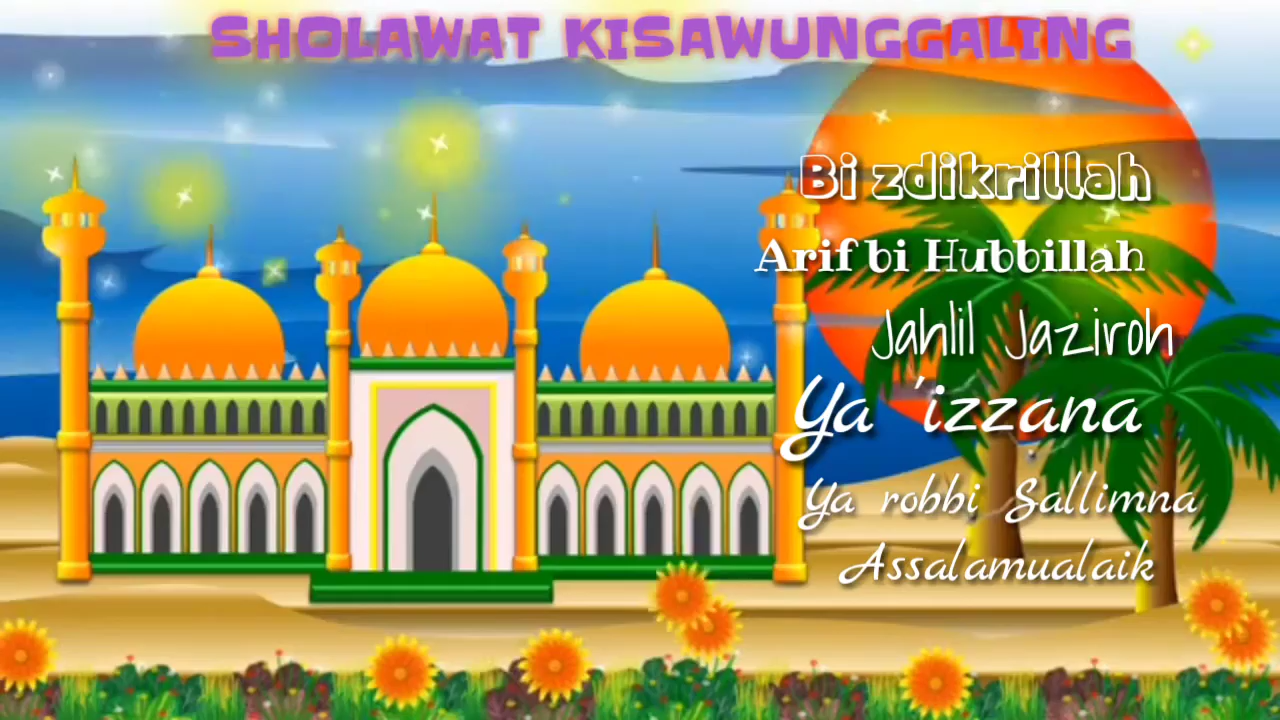 SHOLAWAT KISAWUNGGALING
Bi zdikrillah
Arif bi Hubbillah
Jahlil Jaziroh
Ya 'izzana
Ya robbi Sallimna
Assalamualaik